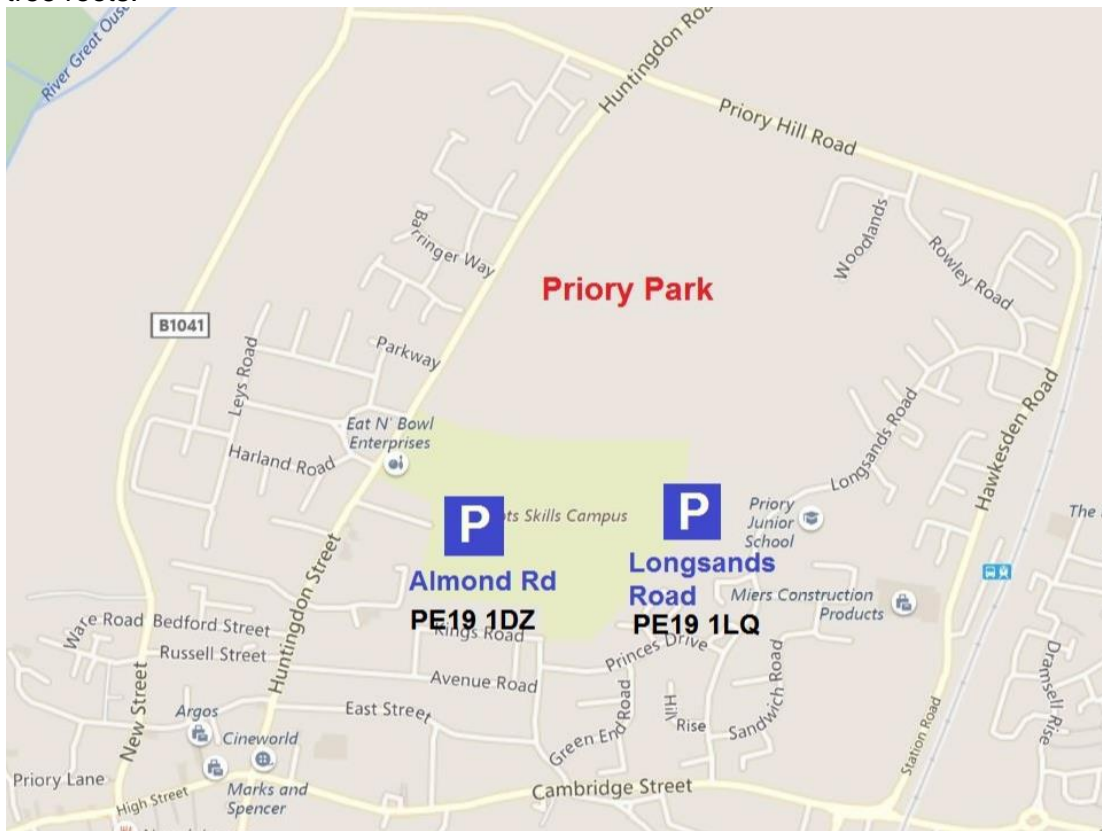 tree roots.
River Great Ouse
Huntingdon Road
Priory Hill Road
Barringer Way
Woodlands
Rowley Road
Priory Park
B1041
Parkway
Leys Road
Eat N' Bowl
Enterprises
Harland Road
Longsands Road
Hawkesden Road
P
ots Skills Campus
P
Priory
Junior
School
The
Almond Rd
PE19 1DZ
Longsands
Road
PE19 1LQ
Miers Construction
Products
Huntingdon Street
Ware Road
Bedford Street
Kings Road
Princes Drive
Russell Street
Avenue Road
New Street
Argos
East Street
Green End Road
Hill
Rise
Sandwich Road
Dramsell Rise
Station Road
Cineworld
Priory Lane
High Street
Marks and
Spencer
Cambridge Street